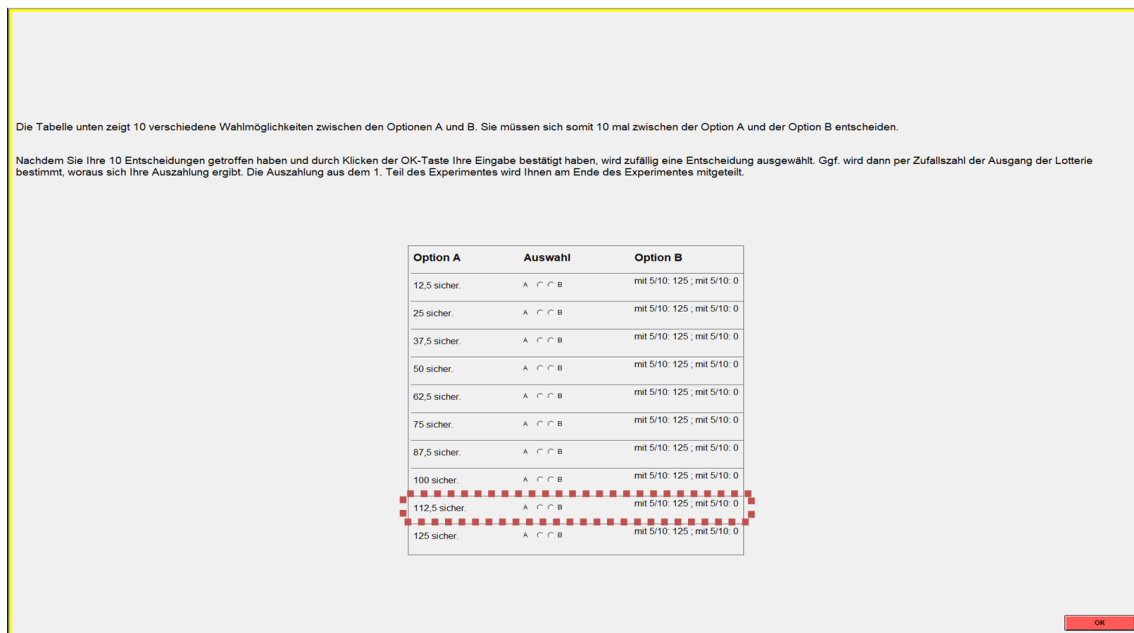 Die Tabelle unten zeigt 10 verschiedene Wahlmöglichkeiten zwischen den Optionen A und B. Sie müssen sich somit 10 mal zwischen der Option A und der Option B entscheiden.
Nachdem Sie Ihre 10 Entscheidungen getroffen haben und durch Klicken der OK-Taste Ihre Eingabe bestätigt haben, wird zufällig eine Entscheidung ausgewählt. Ggf. wird dann per Zufallszahl der Ausgang der Lotterie
bestimmt, woraus sich Ihre Auszahlung ergibt. Die Auszahlung aus dem 1. Teil des Experimentes wird Ihnen am Ende des Experimentes mitgeteilt.
Option A Auswahl Option B
12,5 sicher. A B mit 5/10: 125 ; mit 5/10: 0
25 sicher. A B mit 5/10: 125 ; mit 5/10: 0
37,5 sicher. A B mit 5/10: 125 ; mit 5/10: 0
50 sicher. A B mit 5/10: 125 ; mit 5/10: 0
62,5 sicher. A B mit 5/10: 125 ; mit 5/10: 0
75 sicher. A B mit 5/10: 125 ; mit 5/10: 0
87,5 sicher. A B mit 5/10: 125 ; mit 5/10: 0
100 sicher. A B mit 5/10: 125 ; mit 5/10: 0
112,5 sicher. A B mit 5/10: 125 ; mit 5/10: 0
125 sicher. A B mit 5/10: 125 ; mit 5/10: 0
OK